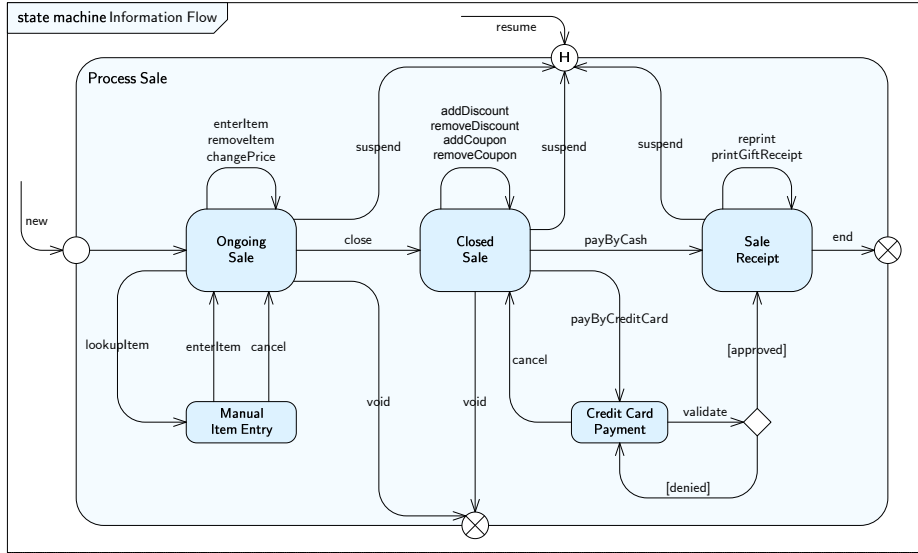 state machine Information Flow
resume
H
Process Sale
enterItem
removeItem
changePrice
suspend
addDiscount
removeDiscount
addCoupon
removeCoupon
suspend
suspend
reprint
printGiftReceipt
new
Ongoing
Sale
close
Closed
Sale
payByCash
Sale
Receipt
end
lookupItem
enterItem
cancel
payByCreditCard
cancel
[approved]
void
void
Manual
Item Entry
Credit Card
Payment
validate
[denied]